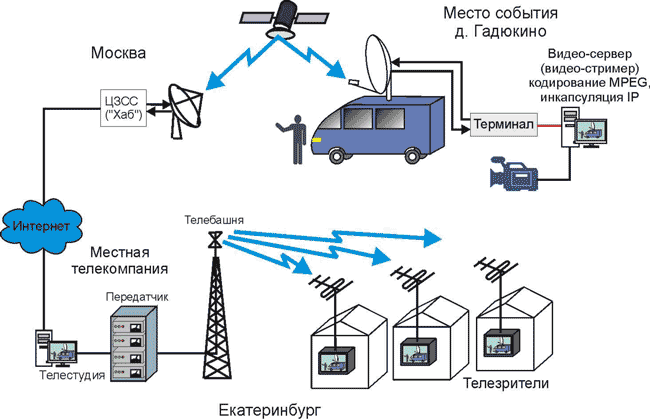 Место события
д. Гадюкино
Москва
Видео-сервер
(видео-стример)
кодирование MPEG,
инкапсуляция IP
ЦЗСС
("Хаб")
Терминал
Интернет
Телебашня
Местная
телекомпания
Передатчик
Телестудия
Телезрители
Екатеринбург